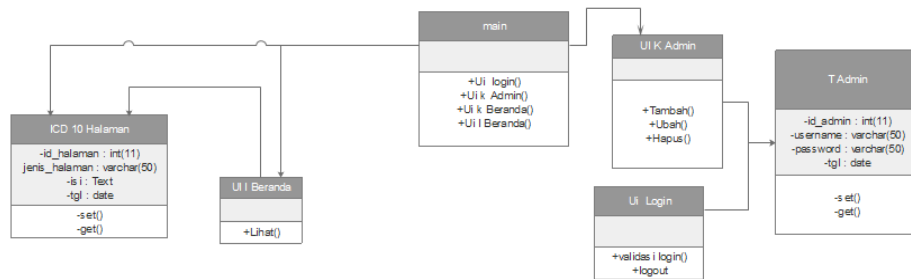 main
+Ui login()
+Ui k Admin()
+Ui k Beranda()
+Ui I Beranda()
UI K Admin
+Tambah()
+Ubah()
+Hapus()
T Admin
-id_admin : int(11)
-username : varchar(50)
-password : varchar(50)
-tgl : date
-set()
-get()
ICD 10 Halaman
-id_halaman : int(11)
jenis_halaman : varchar(50)
-isi : Text
-tgl : date
-set()
-get()
UI I Beranda
+Lihat()
Ui Login
+validasi login()
+logout